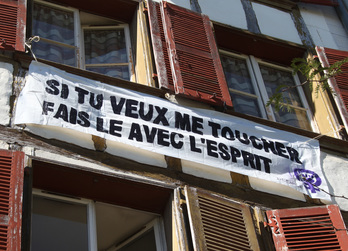 SI TU VEUX ME TOUCHER
FAIS LE AVEC L'ESPRIT